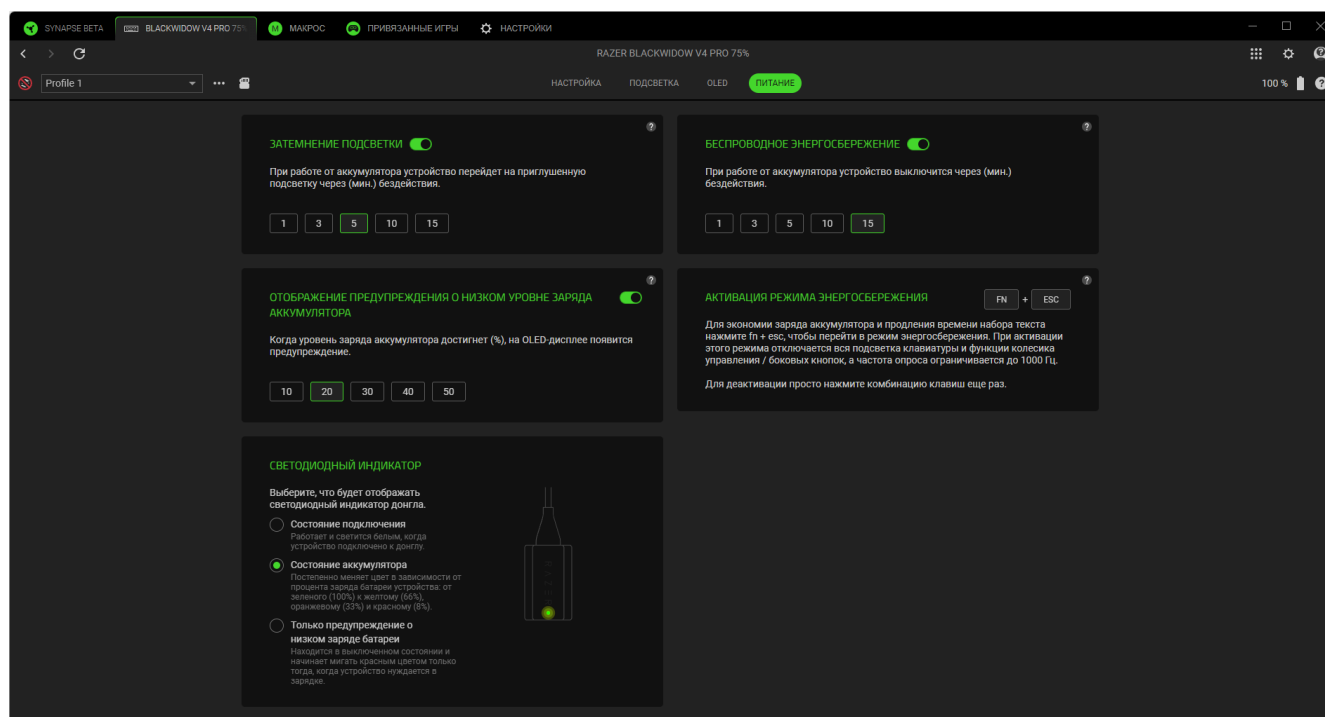 SYNAPSE BETA
BLACKWIDOW V4 PRO 75%
МАКРОС
ПРИВЯЗАННЫЕ ИГРЫ
НАСТРОЙКИ
RAZER BLACKWIDOW V4 PRO 75%
Profile 1
НАСТРОЙКА
ПОДСВЕТКА
OLED
ПИТАНИЕ
100 %
ЗАТЕМНЕНИЕ ПОДСВЕТКИ
При работе от аккумулятора устройство перейдет на приглушенную
подсветку через (мин.) бездействия.
1 3 5 10 15
БЕСПРОВОДНОЕ ЭНЕРГОСБЕРЕЖЕНИЕ
При работе от аккумулятора устройство выключится через (мин.)
бездействия.
1 3 5 10 15
ОТОБРАЖЕНИЕ ПРЕДУПРЕЖДЕНИЯ О НИЗКОМ УРОВНЕ ЗАРЯДА
АККУМУЛЯТОРА
Когда уровень заряда аккумулятора достигнет (%), на OLED-дисплее появится
предупреждение.
10 20 30 40 50
АКТИВАЦИЯ РЕЖИМА ЭНЕРГОСБЕРЕЖЕНИЯ
FN + ESC
Для экономии заряда аккумулятора и продления времени набора текста
нажмите fn + esc, чтобы перейти в режим энергосбережения. При активации
этого режима отключается вся подсветка клавиатуры и функции колесика
управления / боковых кнопок, а частота опроса ограничивается до 1000 Гц.
Для деактивации просто нажмите комбинацию клавиш еще раз.
СВЕТОДИОДНЫЙ ИНДИКАТОР
Выберите, что будет отображать
светодиодный индикатор донгла.
Состояние подключения
Работает и светится белым, когда
устройство подключено к донглу.
Состояние аккумулятора
Постепенно меняет цвет в зависимости от
процента заряда батареи устройства: от
зеленого (100%) к желтому (66%),
оранжевому (33%) и красному (8%).
Только предупреждение о
низком заряде батареи
Находится в выключенном состоянии и
начинает мигать красным цветом только
тогда, когда устройство нуждается в
зарядке.